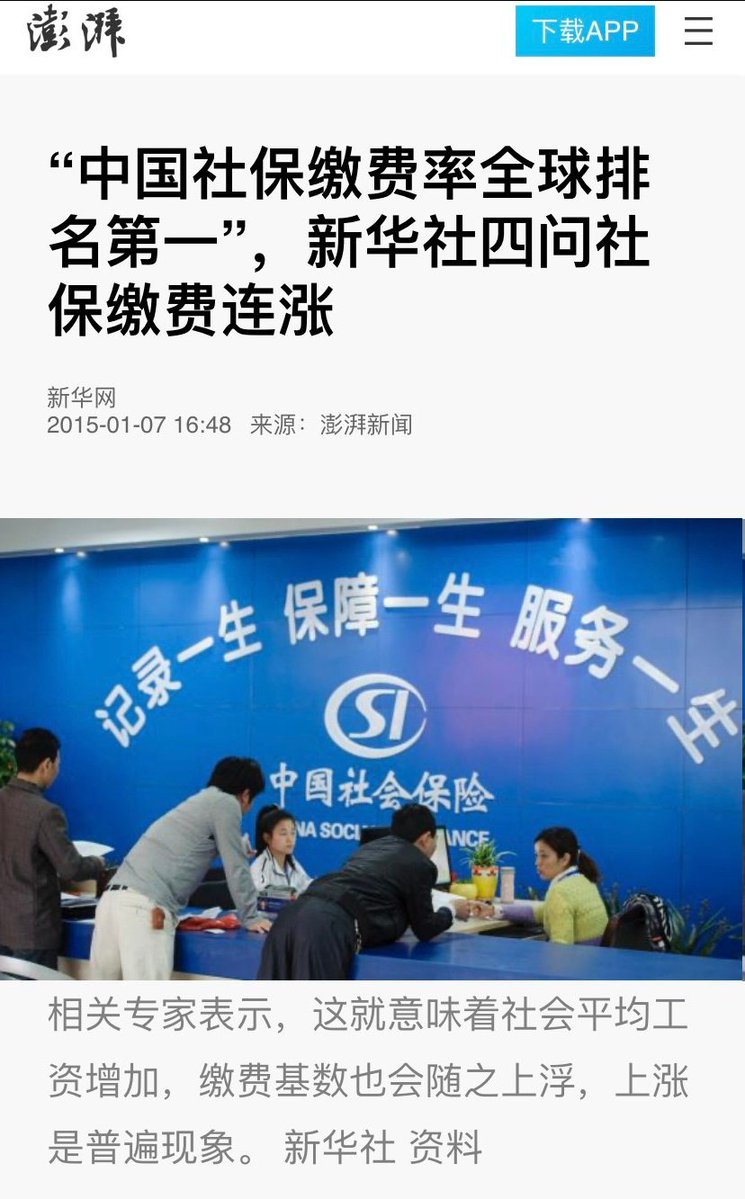 澎湃
下载APP
“中国社保缴费率全球排
名第一”，新华社四问社
保缴费连涨
新华网
2015-01-07 16:48 来源：澎湃新闻
记录一生 保障一生 服务一生
SI
中国社会保险
相关专家表示，这就意味着社会平均工
资增加，缴费基数也会随之上浮，上涨
是普遍现象。 新华社 资料